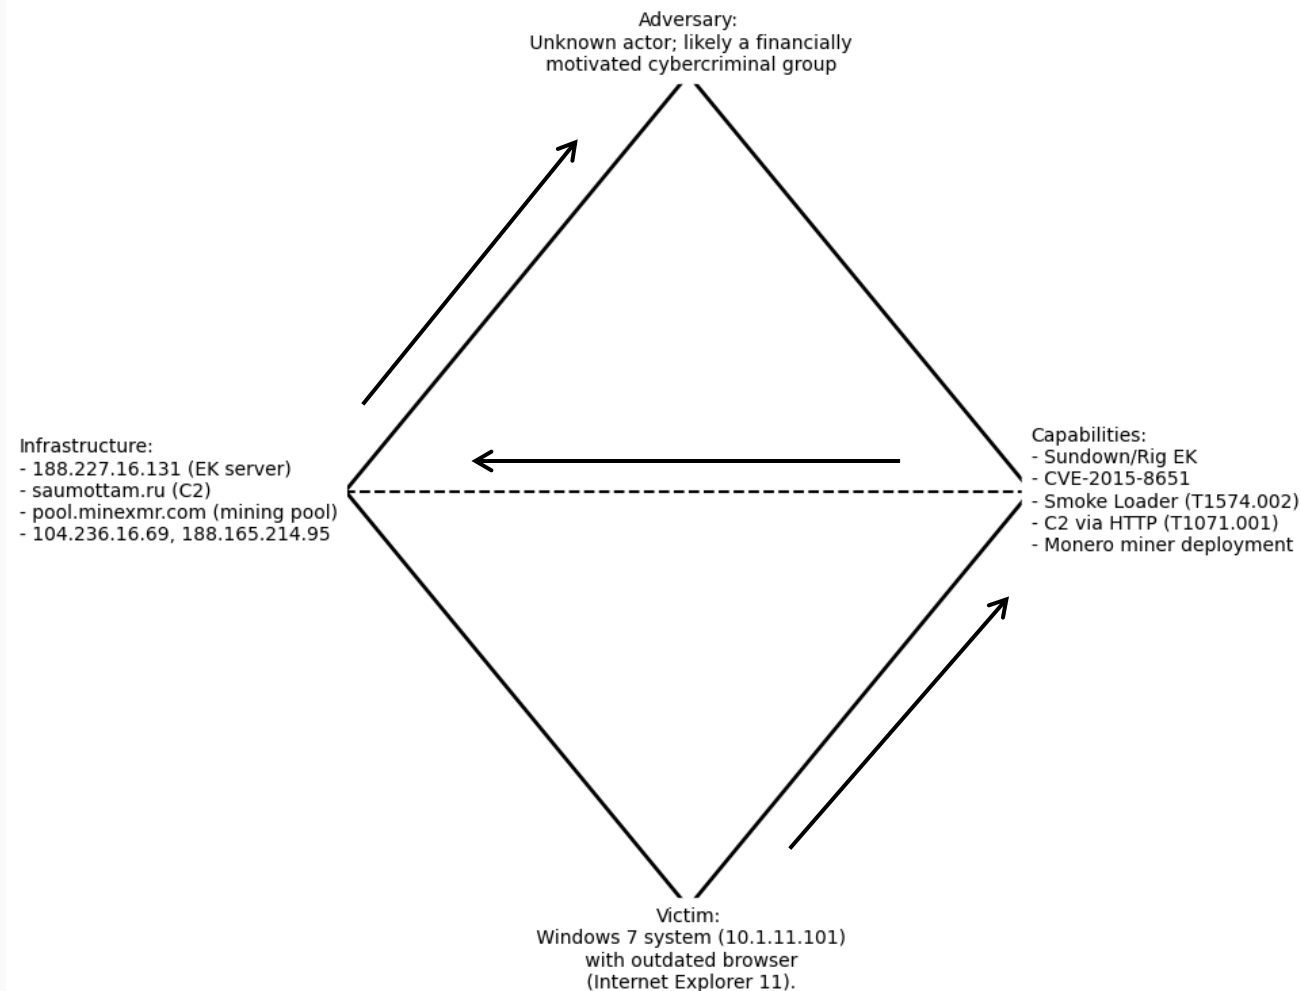 Adversary:
Unknown actor; likely a financially
motivated cybercriminal group
Infrastructure:
- 188.227.16.131 (EK server)
- saumottam.ru (C2)
- pool.minexmr.com (mining pool)
- 104.236.16.69, 188.165.214.95
Capabilities:
- Sundown/Rig EK
- CVE-2015-8651
- Smoke Loader (T1574.002)
- C2 via HTTP (T1071.001)
- Monero miner deployment
Victim:
Windows 7 system (10.1.11.101)
with outdated browser
(Internet Explorer 11).